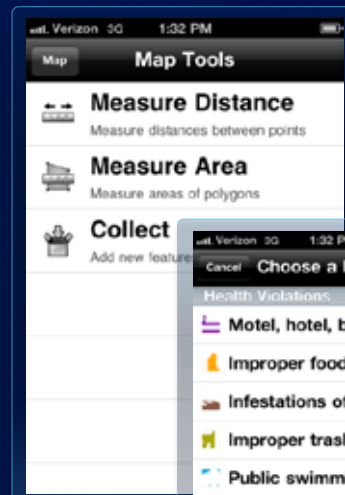 Verizon 3G 1:32 PM
Map Map Tools
Measure Distance
Measure distances between points
Measure Area
Measure areas of polygons
Collect
Add new feature
Verizon 3G 1:32 P
Cancel Choose a
Health Violations
Motel, hotel, b
Improper food
Infestations of
Improper tras
Public swimmi